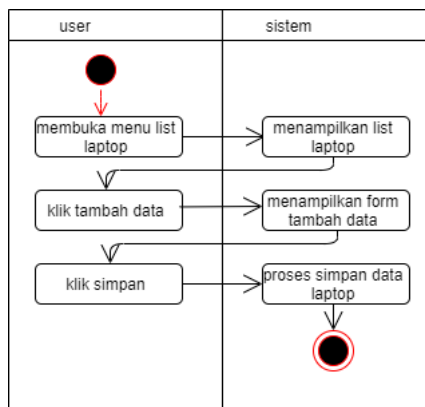 user
sistem
membuka menu list
laptop
menampilkan list
laptop
klik tambah data
menampilkan form
tambah data
klik simpan
proses simpan data
laptop